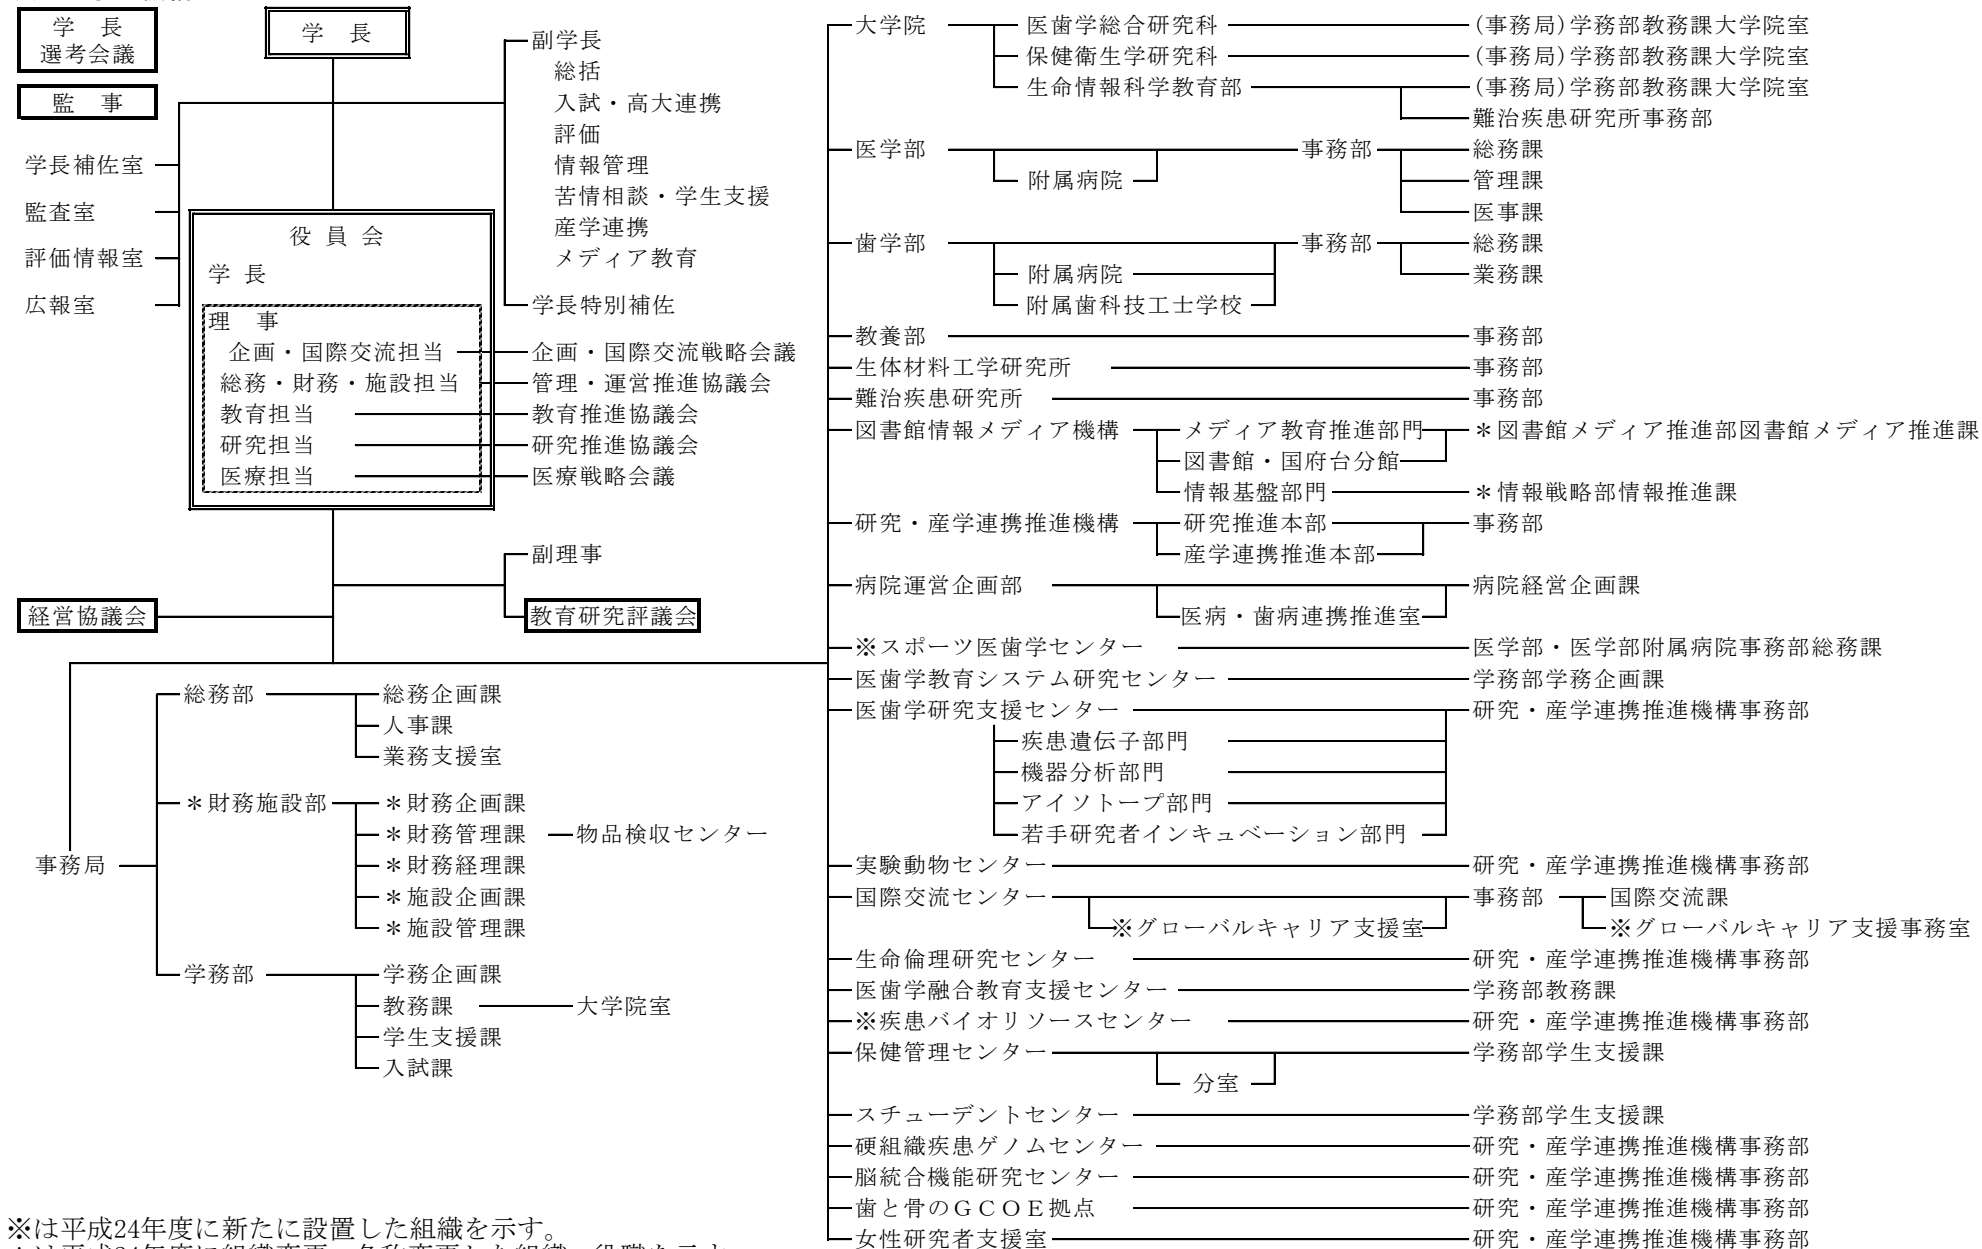 学　長
選考会議
監　事
学　長
副学長
総括
入試・高大連携
評価
情報管理
苦情相談・学生支援
産学連携
メディア教育
学長特別補佐
学長補佐室
監査室
評価情報室
広報室
役 員 会
学 長
理　事
企画・国際交流担当 企画・国際交流戦略会議
総務・財務・施設担当 管理・運営推進協議会
教育担当 教育推進協議会
研究担当 研究推進協議会
医療担当 医療戦略会議
副理事
経営協議会 教育研究評議会
事務局
総務部 総務企画課
人事課
業務支援室
＊財務施設部 ＊財務企画課
＊財務管理課 物品検収センター
＊財務経理課
＊施設企画課
＊施設管理課
学務部 学務企画課
教務課 大学院室
学生支援課
入試課
大学院 医歯学総合研究科 (事務局)学務部教務課大学院室
保健衛生学研究科 (事務局)学務部教務課大学院室
生命情報科学教育部 (事務局)学務部教務課大学院室
難治疾患研究所事務部
医学部 事務部 総務課
附属病院 管理課
医事課
歯学部 事務部 総務課
附属病院 業務課
附属歯科技工士学校
教養部 事務部
生体材料工学研究所 事務部
難治疾患研究所 事務部
図書館情報メディア機構 メディア教育推進部門 ＊図書館メディア推進部図書館メディア推進課
図書館・国府台分館
情報基盤部門 ＊情報戦略部情報推進課
研究・産学連携推進機構 研究推進本部 事務部
産学連携推進本部
病院運営企画部 病院経営企画課
医病・歯病連携推進室
※スポーツ医歯学センター 医学部・医学部附属病院事務部総務課
医歯学教育システム研究センター 学務部学務企画課
医歯学研究支援センター 研究・産学連携推進機構事務部
疾患遺伝子部門
機器分析部門
アイソトープ部門
若手研究者インキュベーション部門
実験動物センター 研究・産学連携推進機構事務部
国際交流センター 事務部 国際交流課
※グローバルキャリア支援室 ※グローバルキャリア支援事務室
生命倫理研究センター 研究・産学連携推進機構事務部
医歯学融合教育支援センター 学務部教務課
※疾患バイオリソースセンター 研究・産学連携推進機構事務部
保健管理センター 学務部学生支援課
分室
スチューデントセンター 学務部学生支援課
硬組織疾患ゲノムセンター 研究・産学連携推進機構事務部
脳統合機能研究センター 研究・産学連携推進機構事務部
歯と骨のＧＣＯＥ拠点 研究・産学連携推進機構事務部
女性研究者支援室 研究・産学連携推進機構事務部
※は平成24年度に新たに設置した組織を示す。